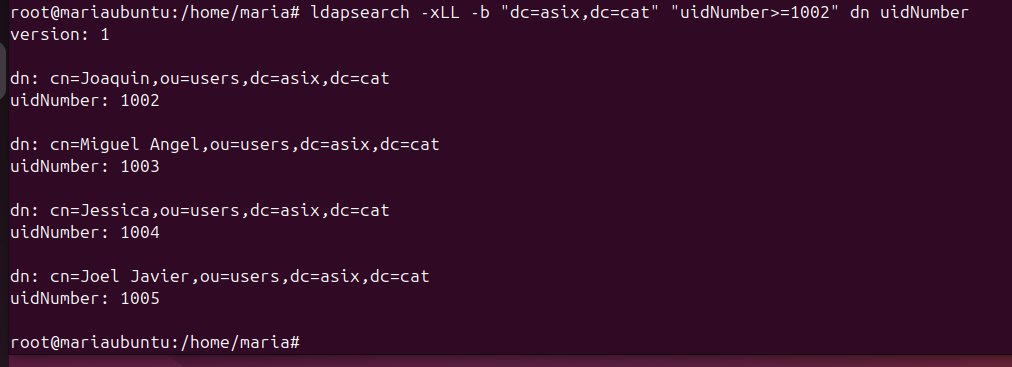 root@mariaubuntu:/home/maria# ldapsearch -xLL -b "dc=asix,dc=cat" "uidNumber>=1002" dn uidNumber
version: 1
dn: cn=Joaquin,ou=users,dc=asix,dc=cat
uidNumber: 1002
dn: cn=Miguel Angel,ou=users,dc=asix,dc=cat
uidNumber: 1003
dn: cn=Jessica,ou=users,dc=asix,dc=cat
uidNumber: 1004
dn: cn=Joel Javier,ou=users,dc=asix,dc=cat
uidNumber: 1005
root@mariaubuntu:/home/maria#